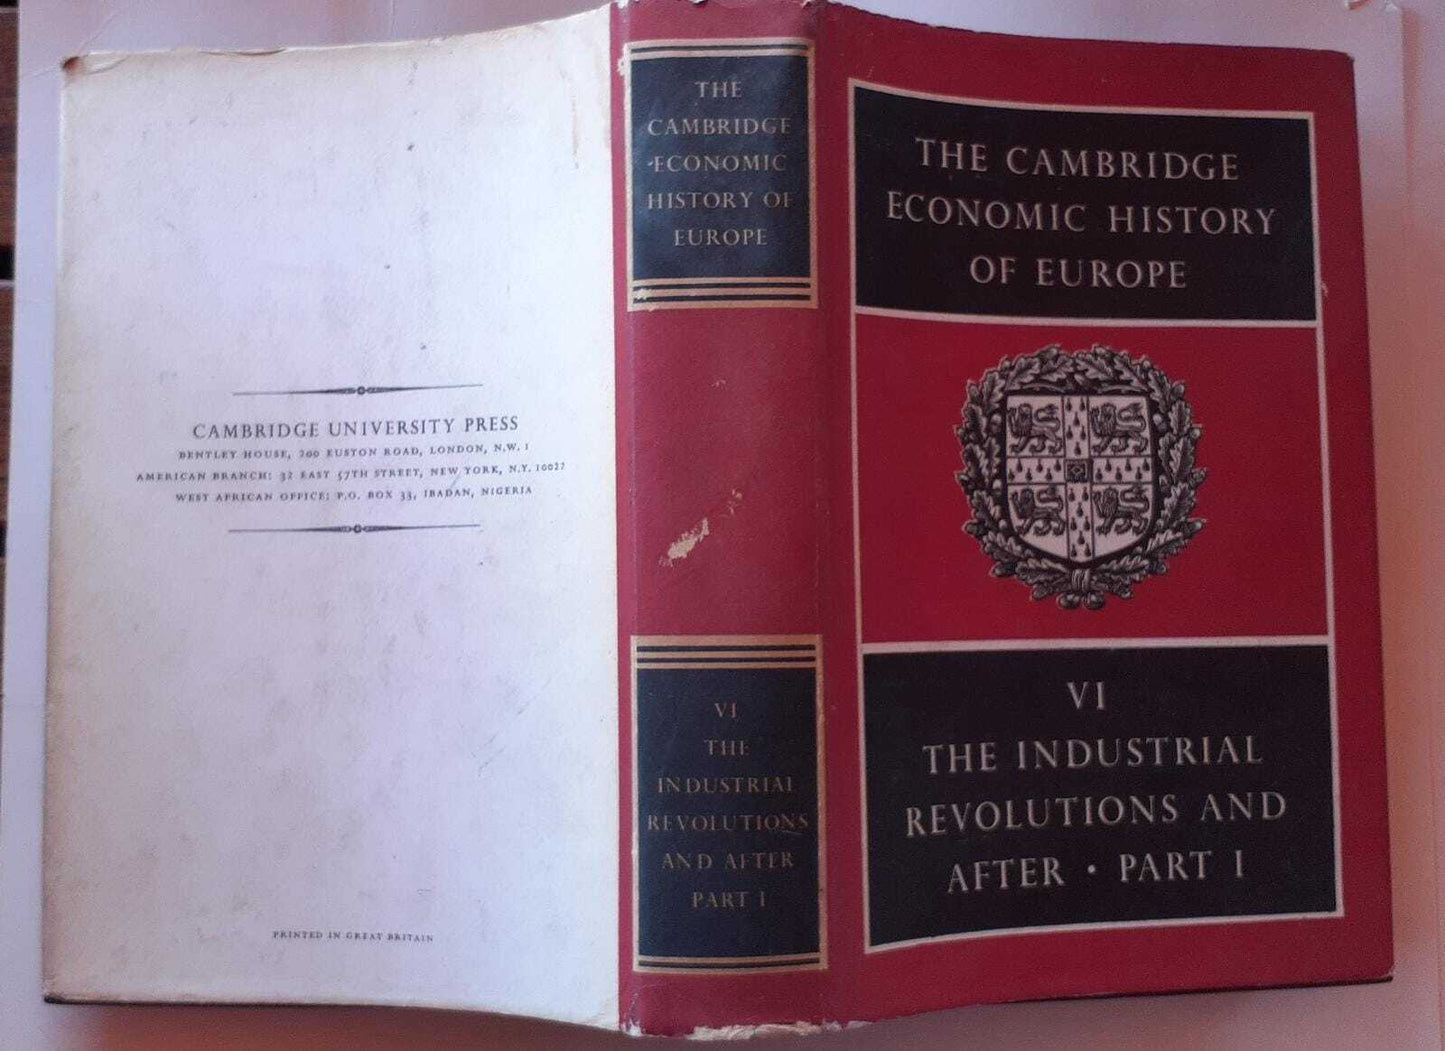 CAMBRIDGE UNIVERSITY PRESS
BENTLEY HOUSE, 200 EUSTON ROAD, LONDON, N.W. 1
AMERICAN BRANCH: 32 EAST 57TH STREET, NEW YORK, N.Y. 10022
WEST AFRICAN OFFICE: P.O. BOX 33, IBADAN, NIGERIA
PRINTED IN GREAT BRITAIN
THE
CAMBRIDGE
ECONOMIC
HISTORY OF
EUROPE
VI
THE
INDUSTRIAL
REVOLUTIONS
AND AFTER
PART I
THE CAMBRIDGE
ECONOMIC HISTORY
OF EUROPE
VI
THE INDUSTRIAL
REVOLUTIONS AND
AFTER · PART I